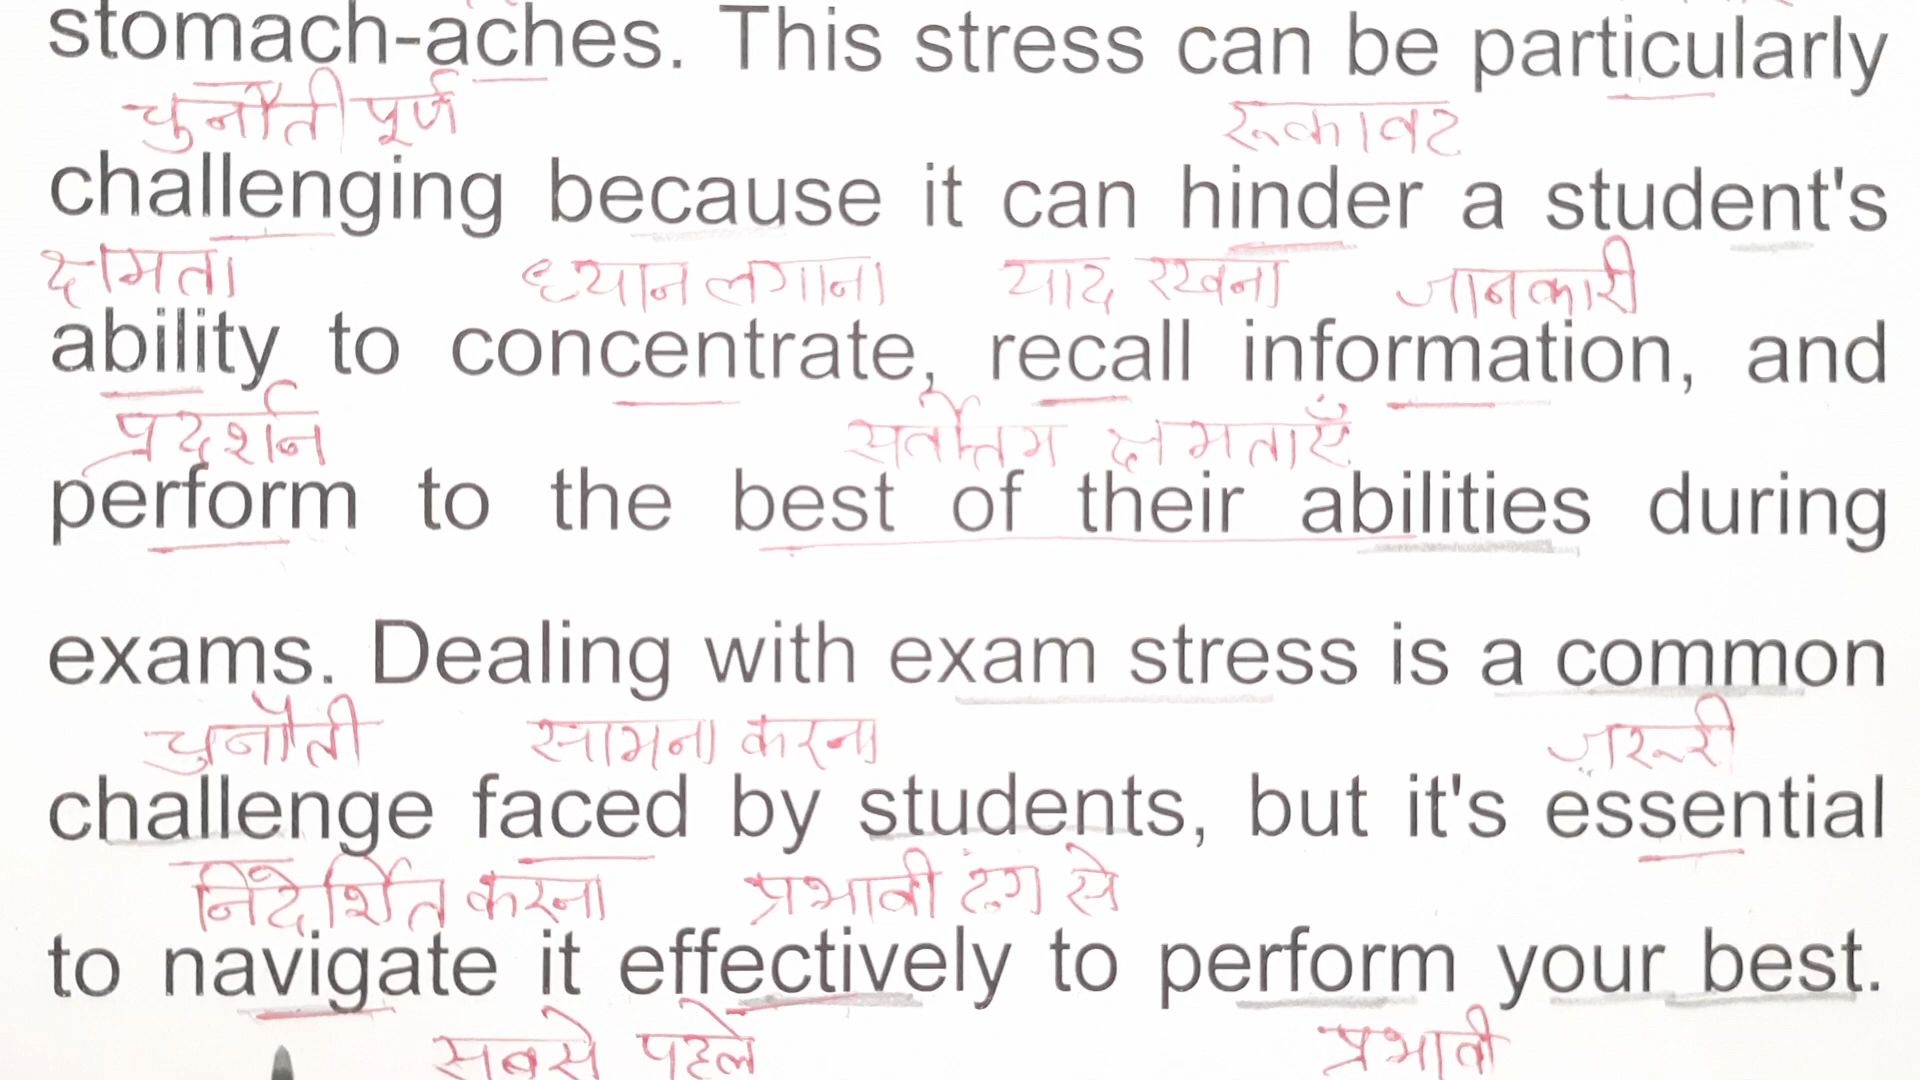 stomach-aches. This stress can be particularly
चुनौती पूर्ण रूकावट
challenging because it can hinder a student's
क्षमता ध्यान लगाना याद रखना जानकारी
ability to concentrate, recall information, and
प्रदर्शन सर्वोत्तम क्षमताएँ
perform to the best of their abilities during
exams. Dealing with exam stress is a common
चुनौती सामना करना ज़रूरी
challenge faced by students, but it's essential
निर्देशित करना प्रभावी ढंग से
to navigate it effectively to perform your best.
सबसे पहले प्रभावी